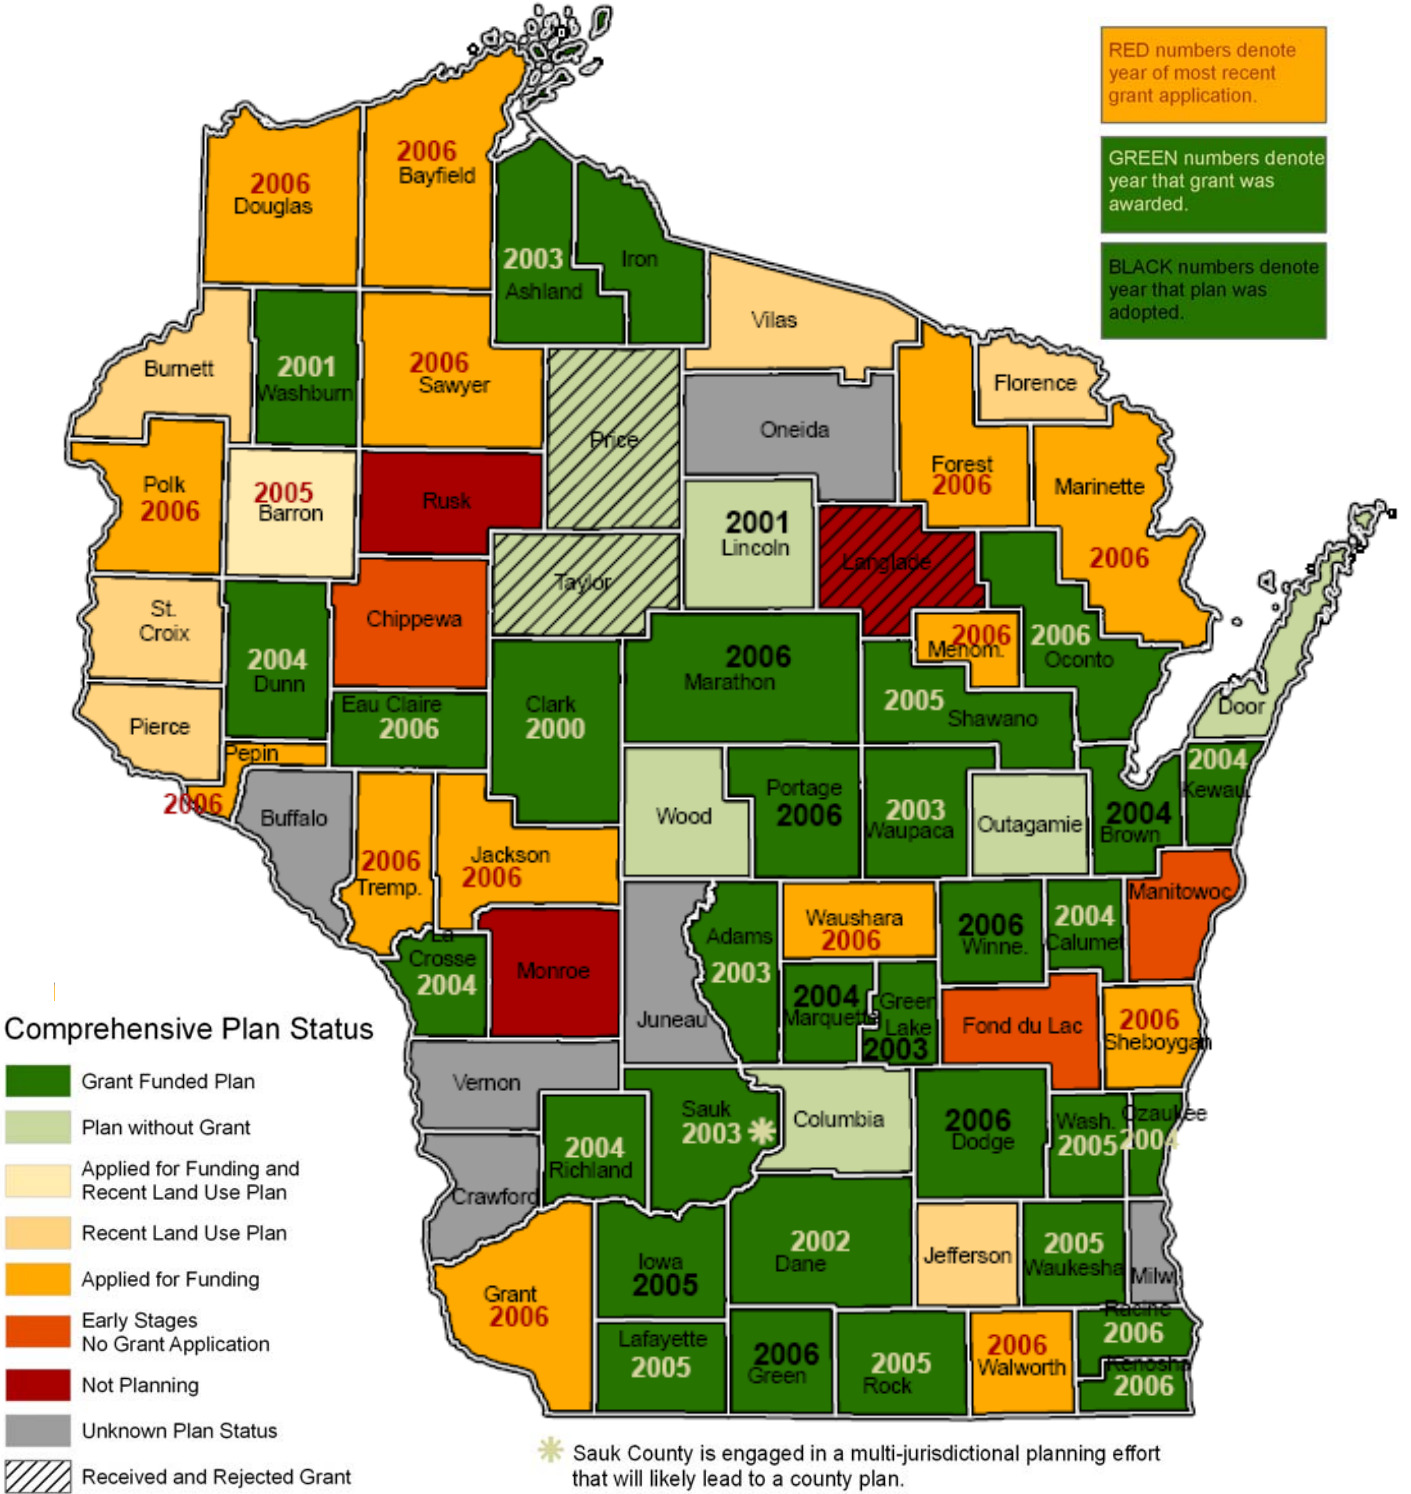 RED numbers denote
year of most recent
grant application.
GREEN numbers denote
year that grant was
awarded.
BLACK numbers denote
year that plan was
adopted.
2006
Bayfield
2006
Douglas
2003
Ashland
Iron
Vilas
Burnett
2001
Washburn
2006
Sawyer
Florence
Price
Oneida
Forest
2006
Marinette
2006
Polk
2006
2005
Barron
Rusk
2001
Lincoln
Langlade
Taylor
St.
Croix
Chippewa
2004
Dunn
2006
Marathon
2006
Menom.
2006
Oconto
Pierce
Eau Claire
2006
Clark
2000
2005
Shawano
Door
Pepin
2006
Buffalo
Wood
Portage
2006
2003
Waupaca
Outagamie
2004
Brown
2004
Kewau.
2006
Tremp.
Jackson
2006
Manitowoc
Waushara
2006
2006
Winne.
2004
Calumet
La
Crosse
2004
Monroe
Juneau
Adams
2003
2004
Marquette
Green
Lake
2003
Fond du Lac
2006
Sheboygan
Vernon
Sauk
2003
Columbia
2006
Dodge
Wash.
2005
Ozaukee
2004
2004
Richland
Crawford
Iowa
2005
2002
Dane
Jefferson
2005
Waukesha
Milw.
Grant
2006
Lafayette
2005
2006
Green
2005
Rock
2006
Walworth
Racine
2006
Kenosha
2006
Comprehensive Plan Status
Grant Funded Plan
Plan without Grant
Applied for Funding and
Recent Land Use Plan
Recent Land Use Plan
Applied for Funding
Early Stages
No Grant Application
Not Planning
Unknown Plan Status
Received and Rejected Grant
Sauk County is engaged in a multi-jurisdictional planning effort
that will likely lead to a county plan.